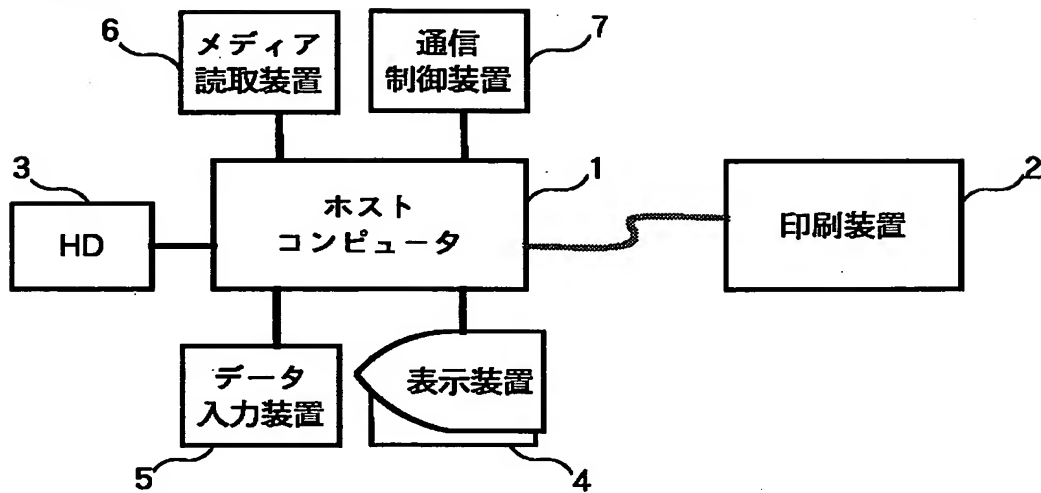 6
メディア
読取装置
通信
制御装置
7
3
HD
ホスト
コンピュータ
1
印刷装置
2
データ
入力装置
5
表示装置
4